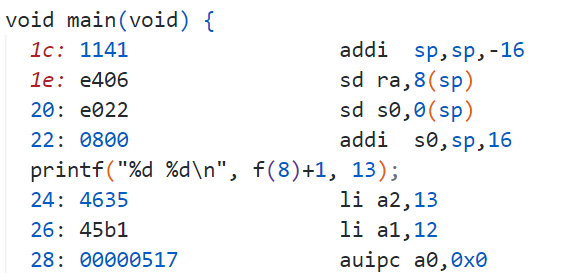 void main(void) {
1c: 1141 addi sp,sp,-16
1e: e406 sd ra,8(sp)
20: e022 sd s0,0(sp)
22: 0800 addi s0,sp,16
printf("%d %d\n", f(8)+1, 13);
24: 4635 li a2,13
26: 45b1 li a1,12
28: 00000517 auipc a0,0x0